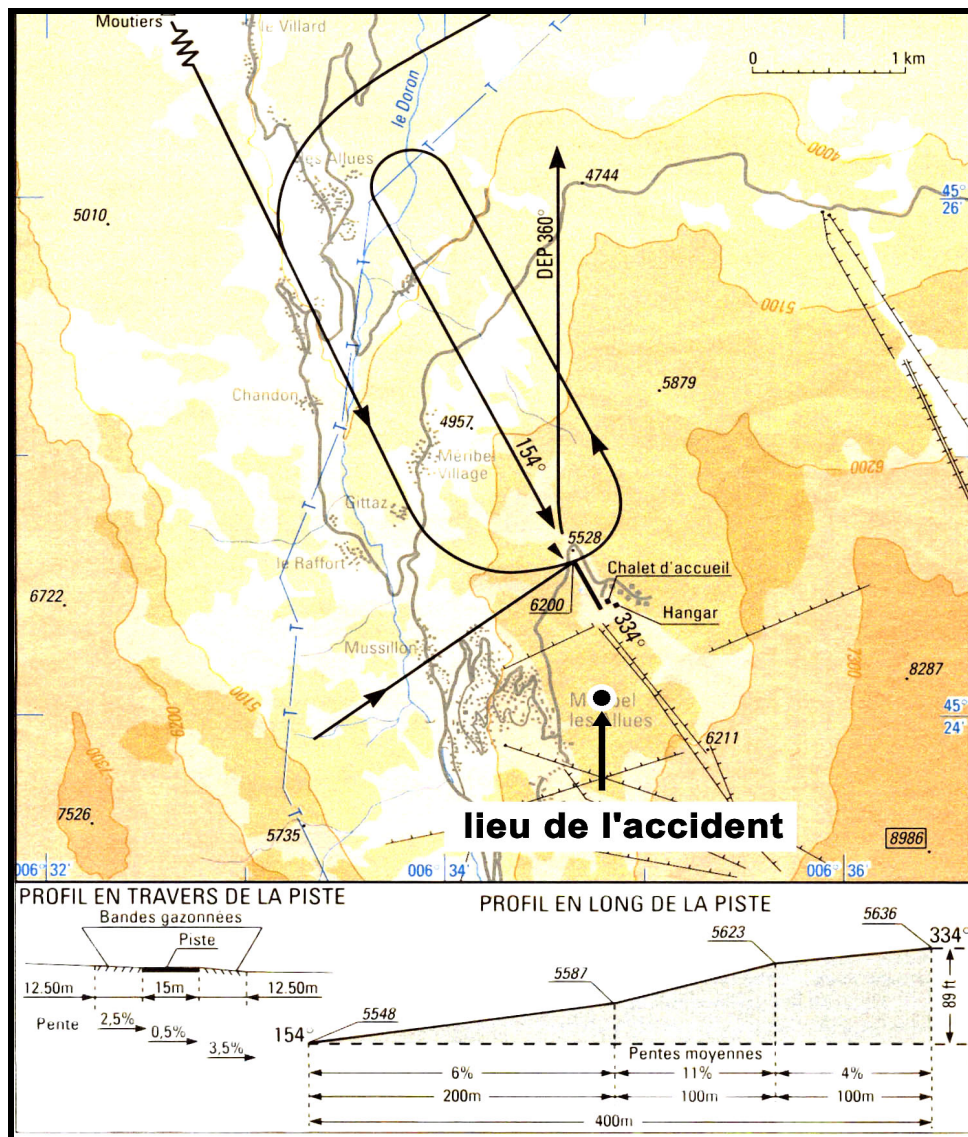 Moutiers
le Villard
le Doron
0 1 km
T
4000
les Allues
4744
45°
26'
5010
DEP 360°
5100
T
5879
Chandon
4957
154°
Méribel
Village
6200
T
Gittaz
5528
le Raffort
Chalet d'accueil
6722
6200
Hangar
T
334°
Mussillon
7300
8287
5100
6200
Méribel
les Allues
45°
24'
7300
6211
T
7526
lieu de l'accident
5735
8986
006° 32'
T
006° 34'
006° 36'
PROFIL EN TRAVERS DE LA PISTE
Bandes gazonnées
Piste
12.50m 15m 12.50m
Pente 2,5% 0,5% 3,5%
PROFIL EN LONG DE LA PISTE
5636
334°
5623
5587
89 ft
5548
154°
Pentes moyennes
6% 11% 4%
200m 100m 100m
400m